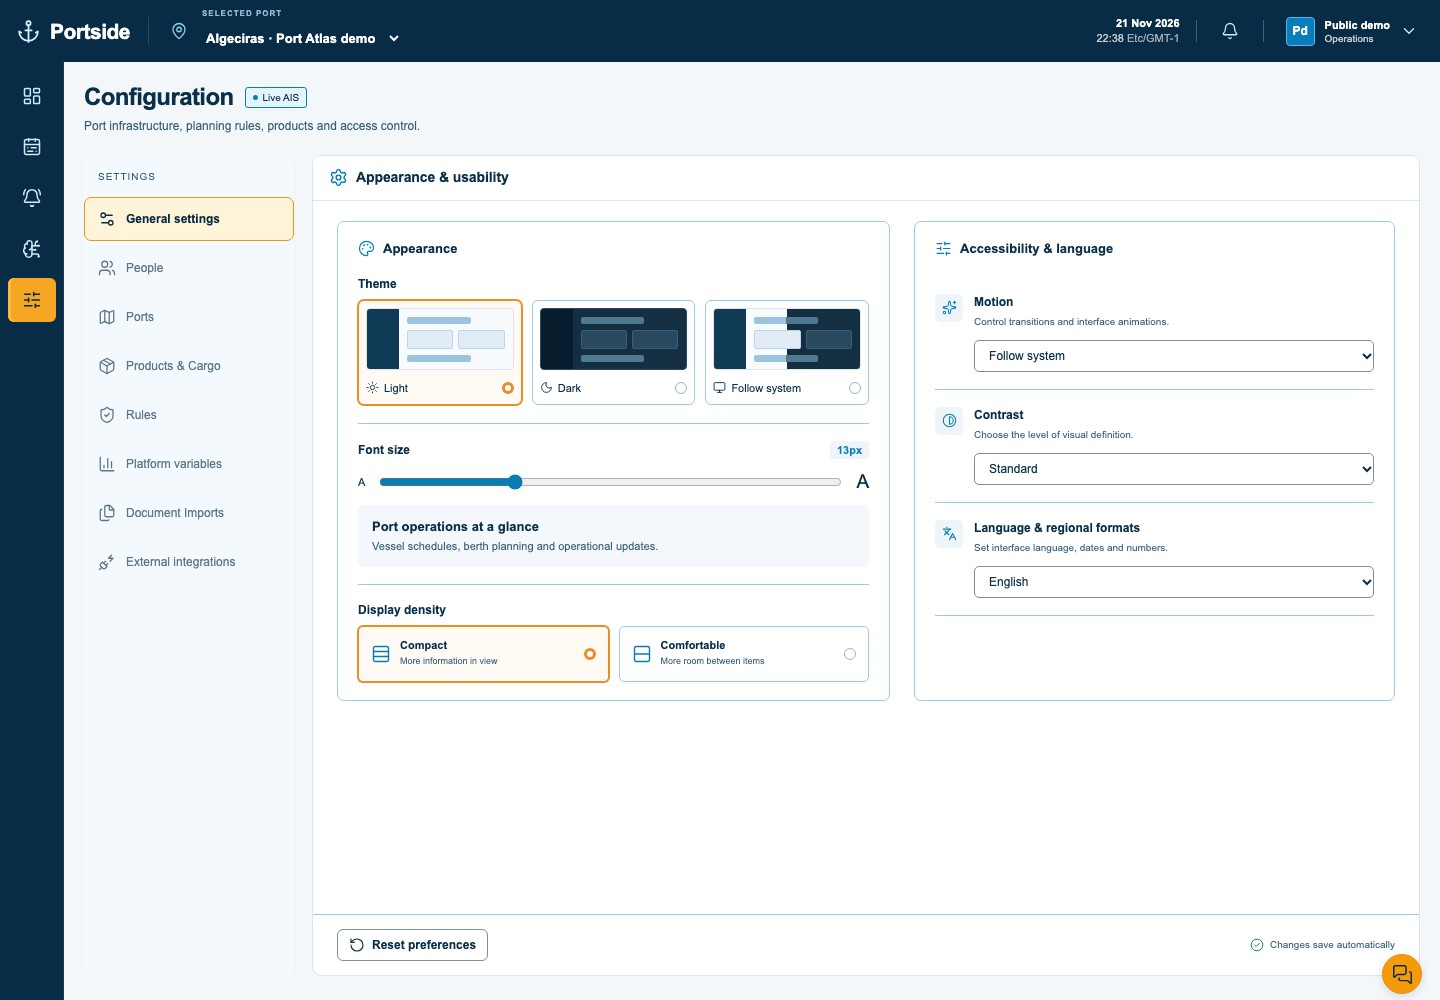 Portside
SELECTED PORT
Algeciras · Port Atlas demo
21 Nov 2026
22:38 Etc/GMT-1
Pd
Public demo
Operations
Configuration
Live AIS
Port infrastructure, planning rules, products and access control.
SETTINGS
General settings
People
Ports
Products & Cargo
Rules
Platform variables
Document Imports
External integrations
Appearance & usability
Appearance
Theme
Light
Dark
Follow system
Font size
13px
A
A
Port operations at a glance
Vessel schedules, berth planning and operational updates.
Display density
Compact
More information in view
Comfortable
More room between items
Accessibility & language
Motion
Control transitions and interface animations.
Follow system
Contrast
Choose the level of visual definition.
Standard
Language & regional formats
Set interface language, dates and numbers.
English
Reset preferences
Changes save automatically